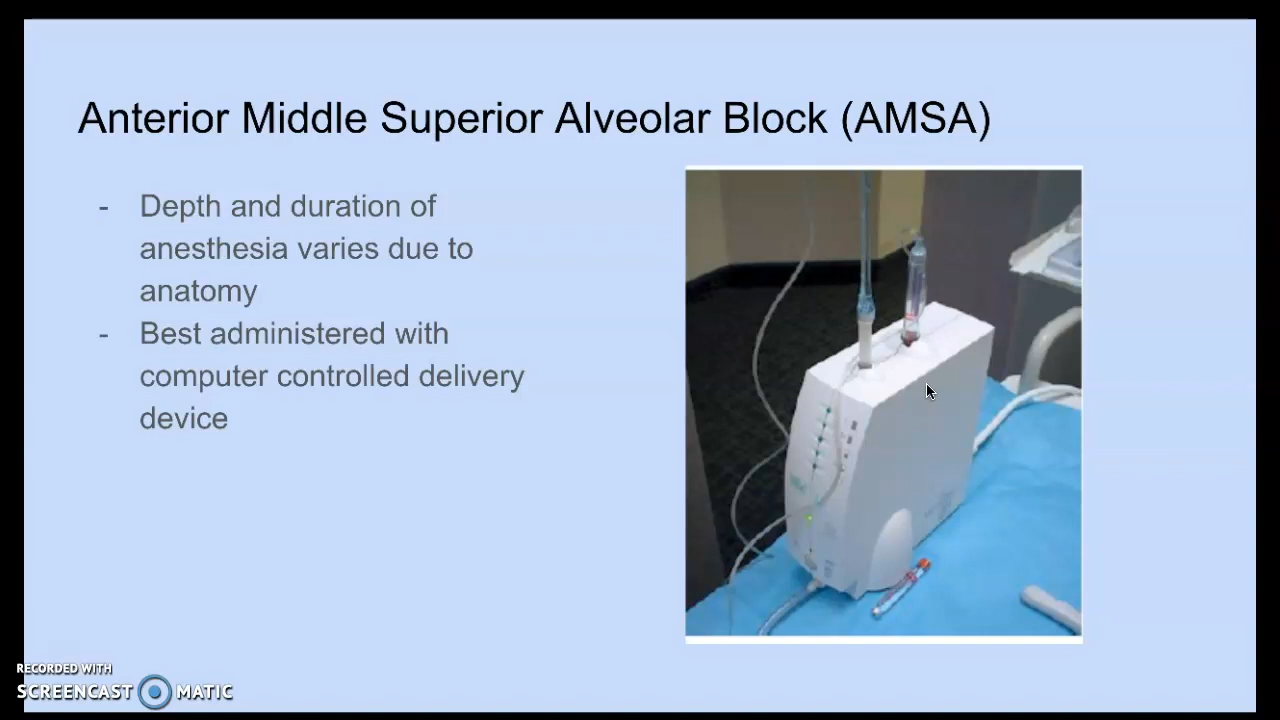 Anterior Middle Superior Alveolar Block (AMSA)
- Depth and duration of
anesthesia varies due to
anatomy
- Best administered with
computer controlled delivery
device
RECORDED WITH
SCREENCAST MATIC